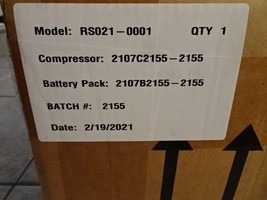 Model: RS021-0001 QTY 1
Compressor: 2107C2155-2155
Battery Pack: 2107B2155-2155
BATCH #: 2155
Date: 2/19/2021